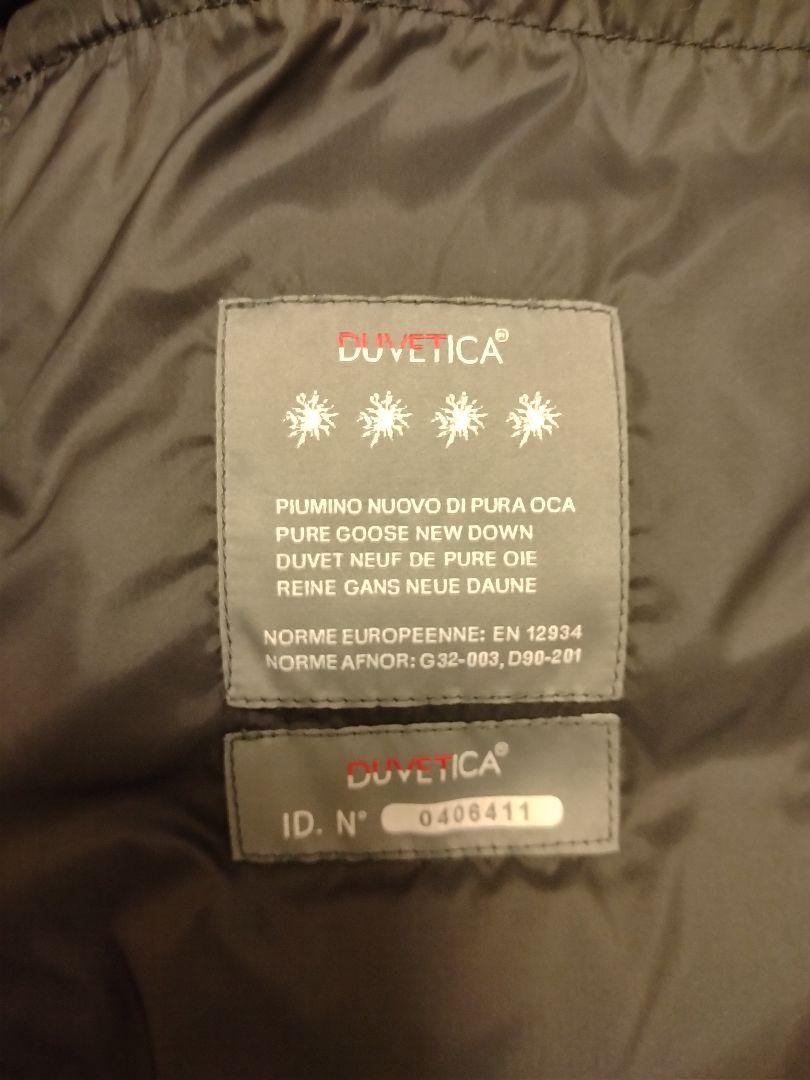 DUVETICA®
PIUMINO NUOVO DI PURA OCA
PURE GOOSE NEW DOWN
DUVET NEUF DE PURE OIE
REINE GANS NEUE DAUNE
NORME EUROPEENNE: EN 12934
NORME AFNOR: G32-003, D90-201
DUVETICA®
ID. N° 0406411